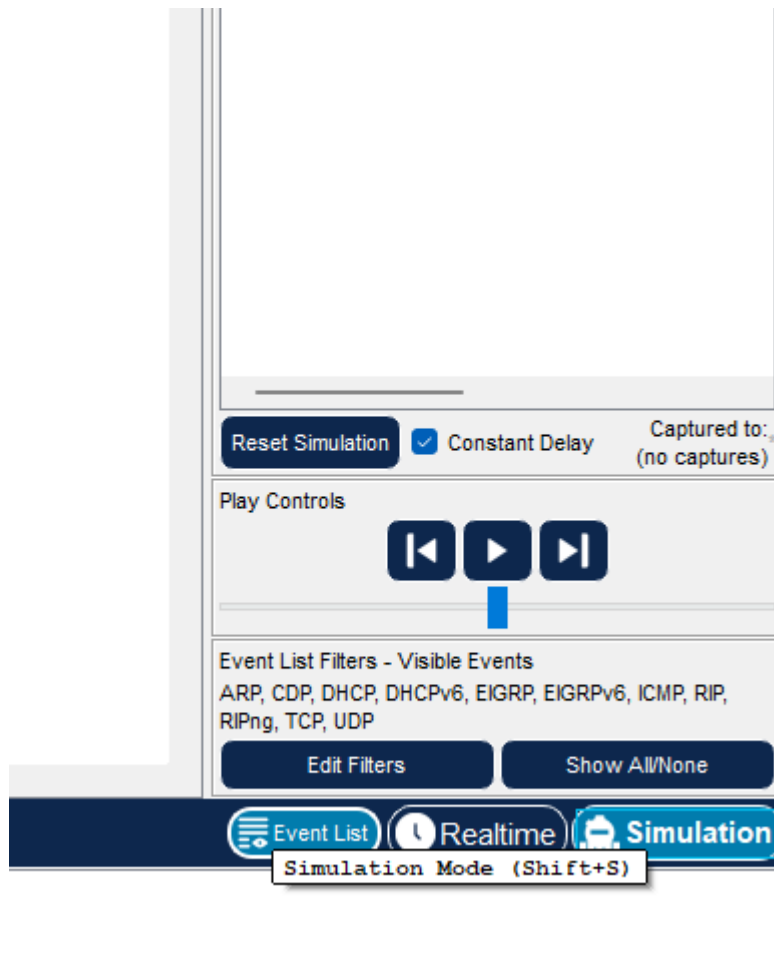 Reset Simulation
Constant Delay
Captured to:
(no captures)
Play Controls
Event List Filters - Visible Events
ARP, CDP, DHCP, DHCPv6, EIGRP, EIGRPv6, ICMP, RIP,
RIPng, TCP, UDP
Edit Filters
Show All/None
Event List
Realtime
Simulation
Simulation Mode (Shift+S)